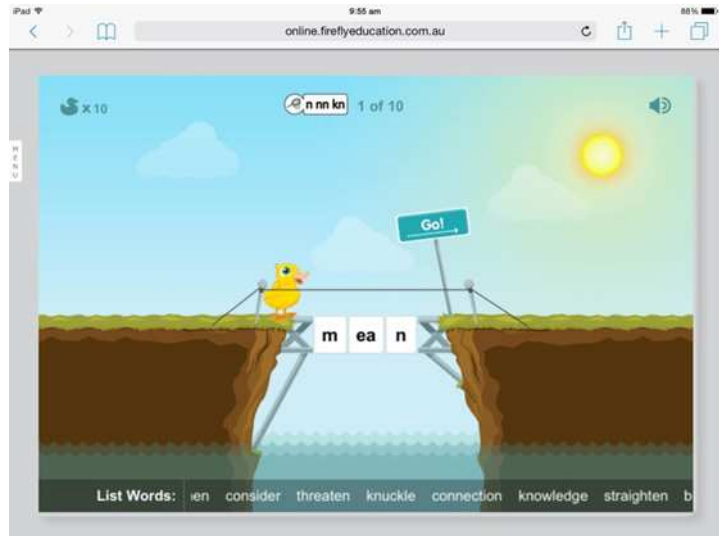 iPad 9:55 am 88%
online.fireflyeducation.com.au
x 10 n nn kn 1 of 10
MENU
Go!
m ea n
List Words: consider threaten knuckle connection knowledge straighten b